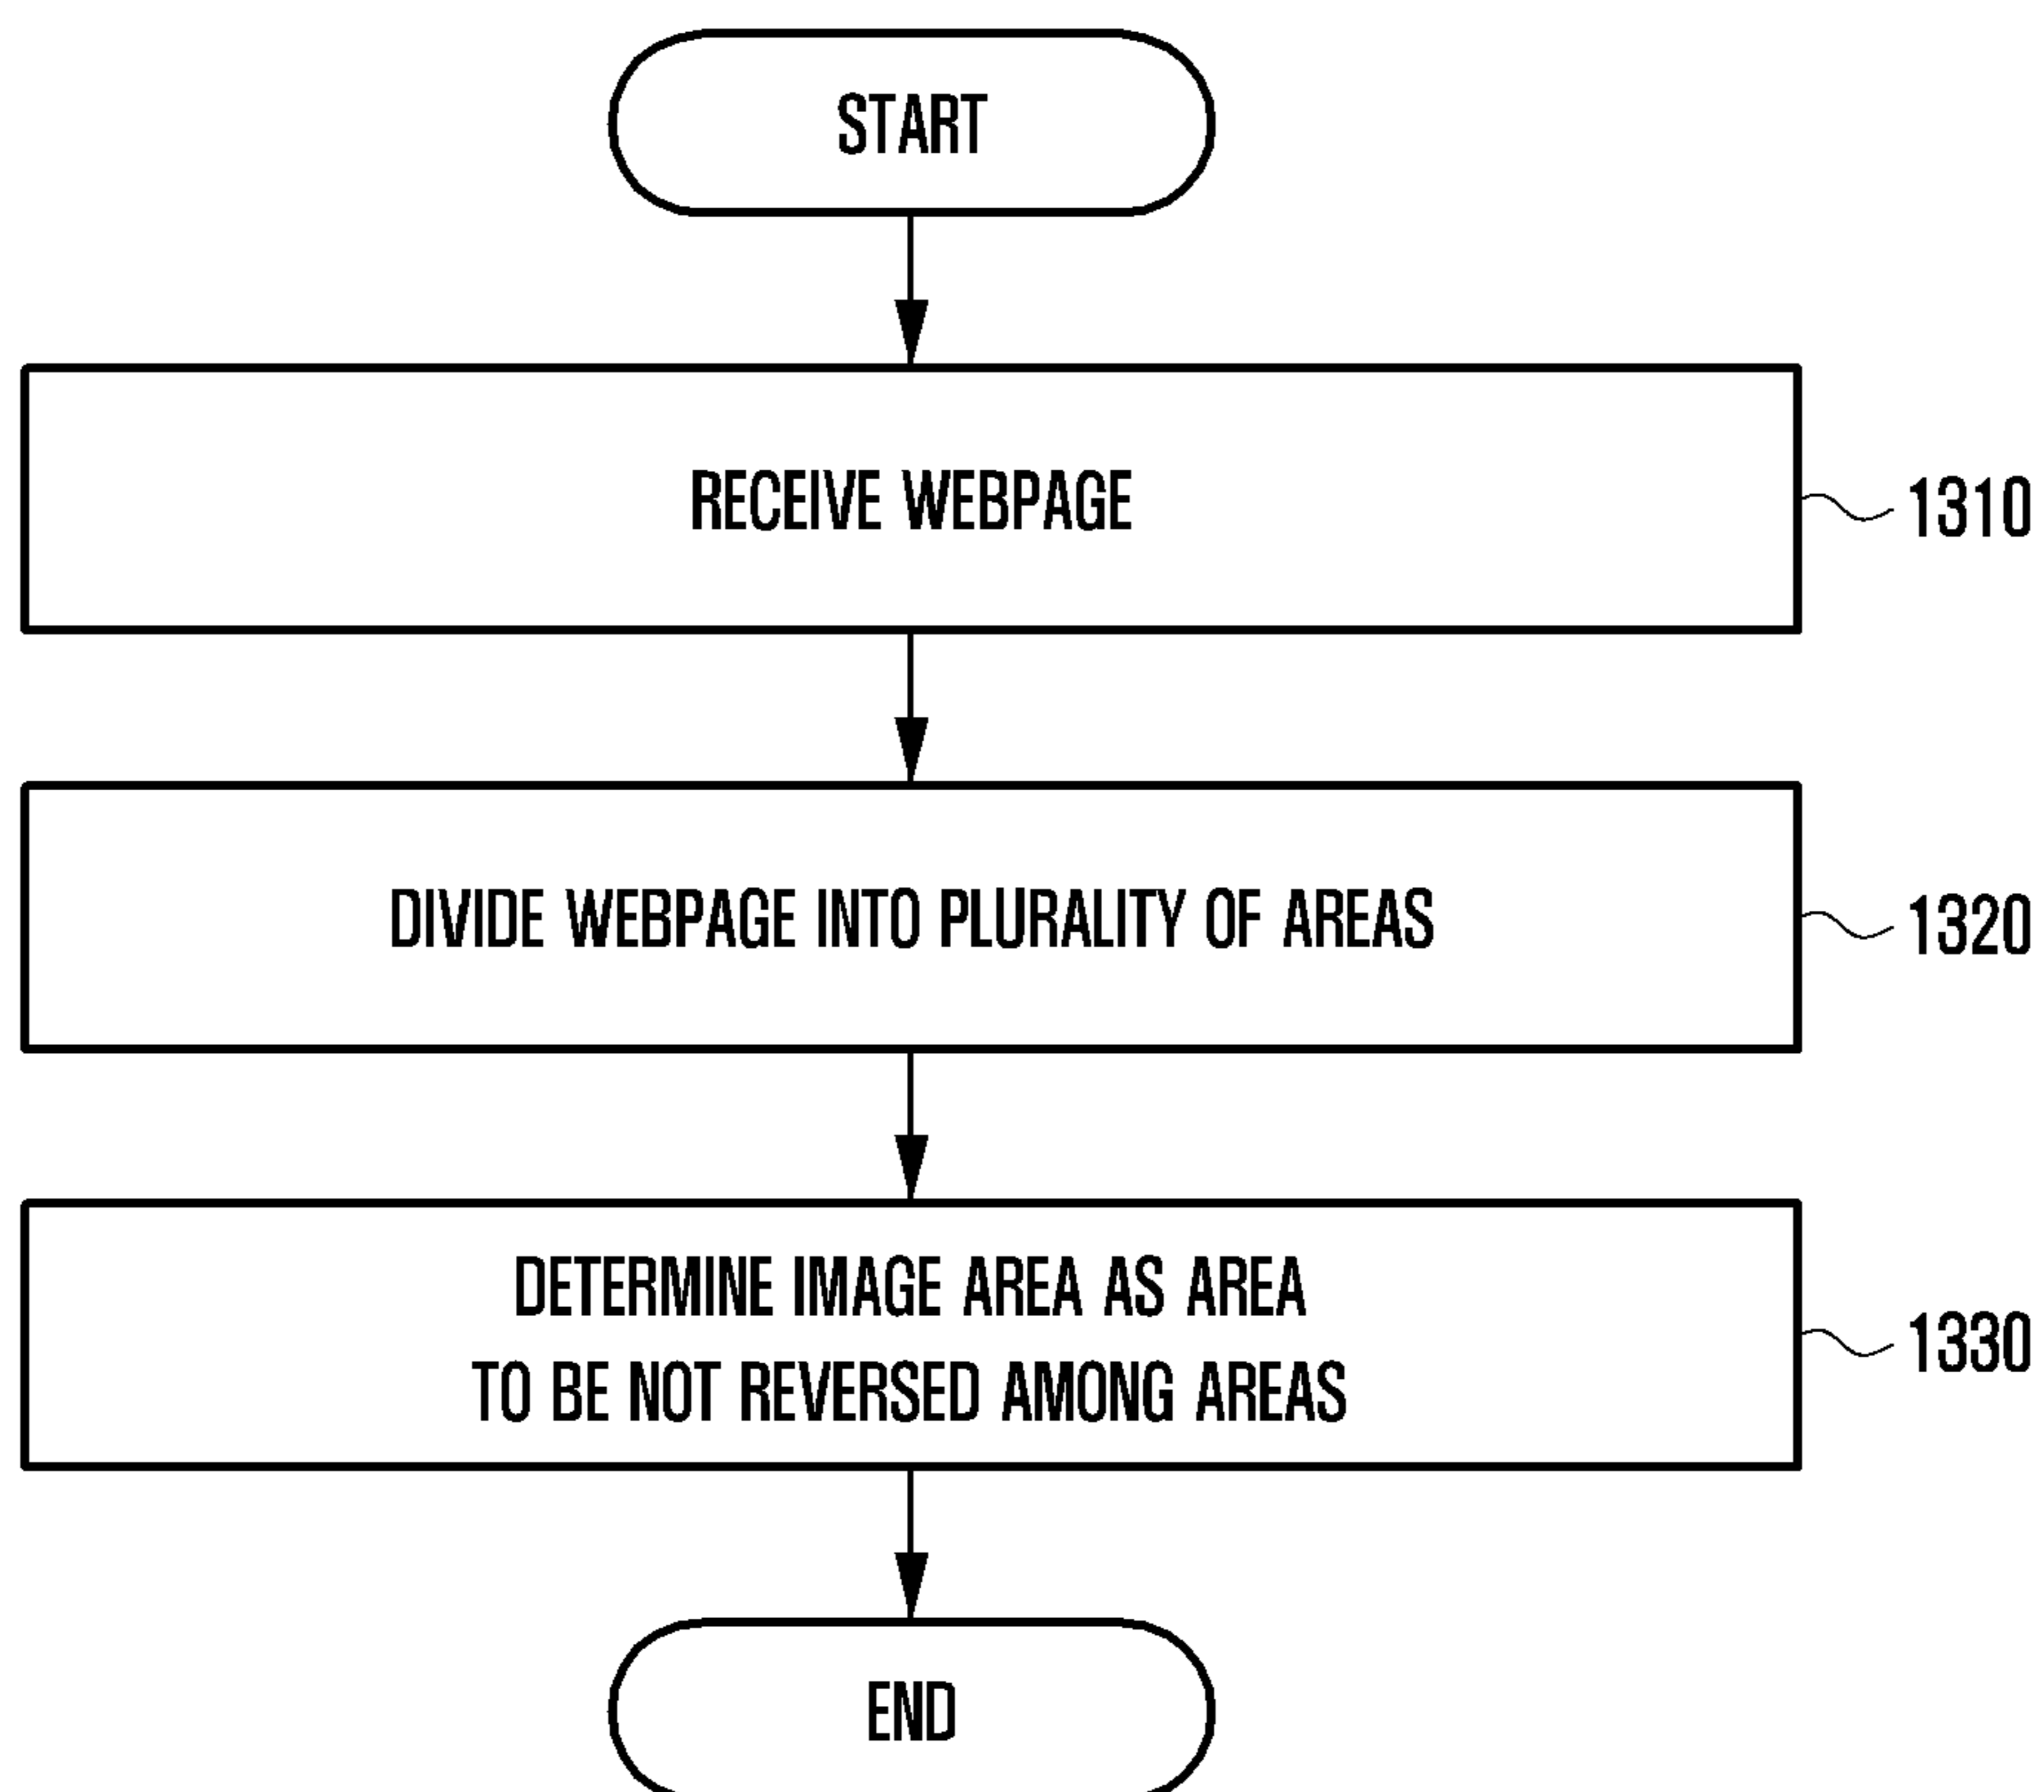 START
RECEIVE WEBPAGE
1310
DIVIDE WEBPAGE INTO PLURALITY OF AREAS
1320
DETERMINE IMAGE AREA AS AREA
TO BE NOT REVERSED AMONG AREAS
1330
END